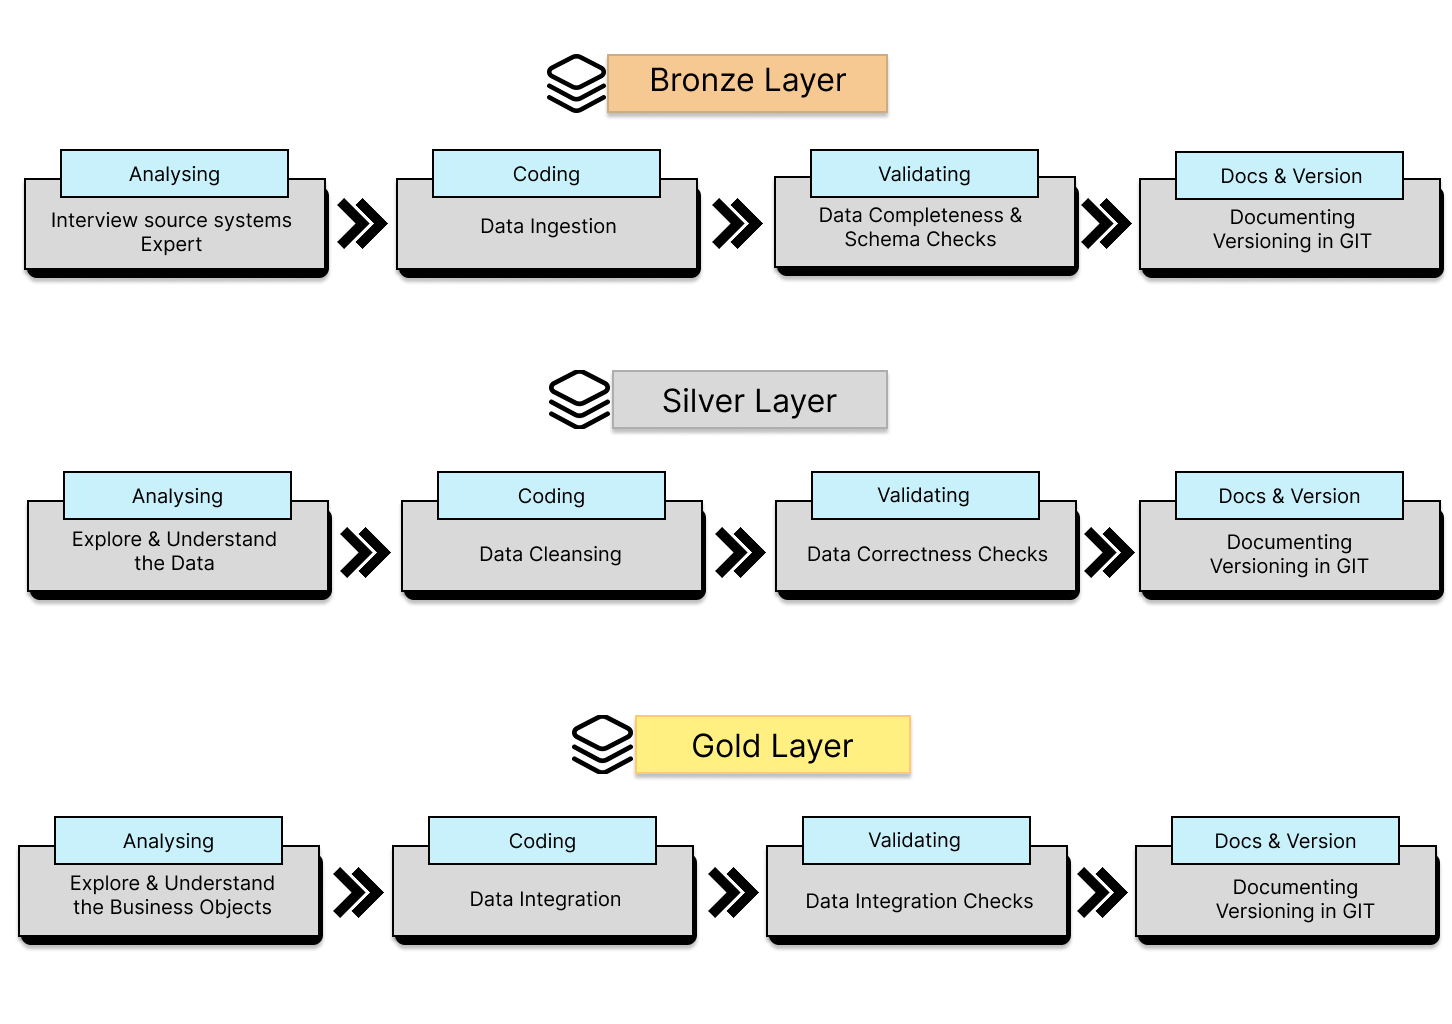 Bronze Layer
Analysing
Interview source systems
Expert
Coding
Data Ingestion
Validating
Data Completeness &
Schema Checks
Docs & Version
Documenting
Versioning in GIT
Silver Layer
Analysing
Explore & Understand
the Data
Coding
Data Cleansing
Validating
Data Correctness Checks
Docs & Version
Documenting
Versioning in GIT
Gold Layer
Analysing
Explore & Understand
the Business Objects
Coding
Data Integration
Validating
Data Integration Checks
Docs & Version
Documenting
Versioning in GIT